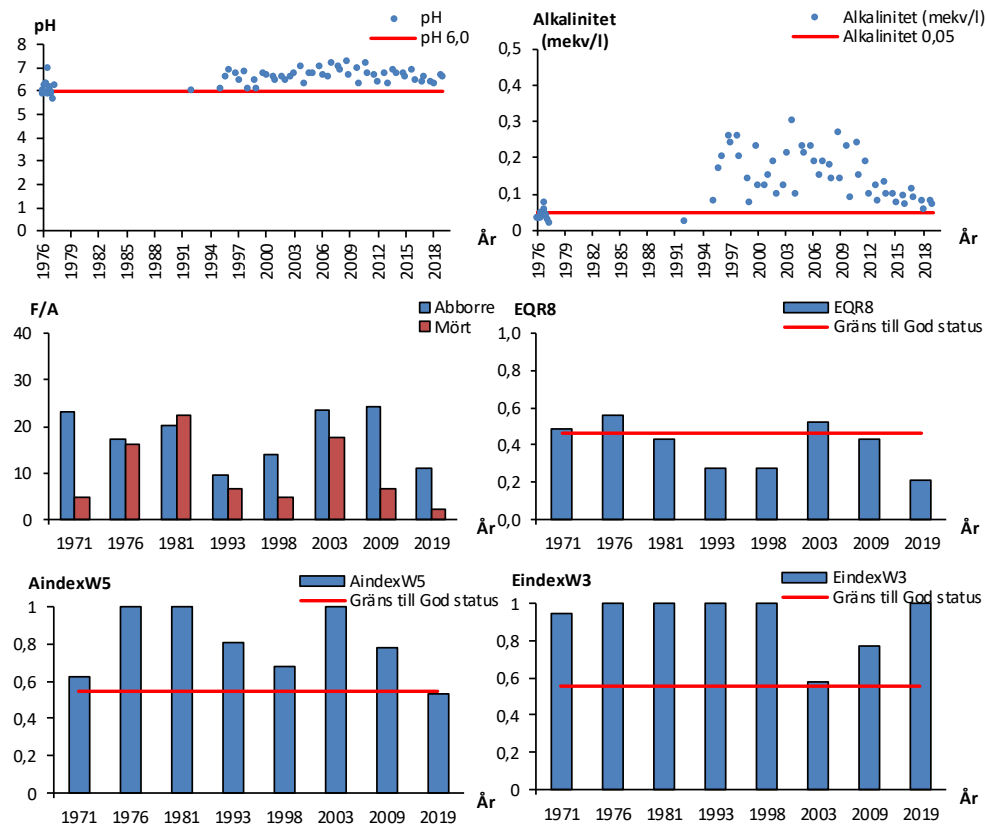 pH
pH
pH 6,0
8
7
6
5
4
3
2
1
0
År
1976
1979
1982
1985
1988
1991
1994
1997
2000
2003
2006
2009
2012
2015
2018
Alkalinitet
(mekv/l)
Alkalinitet (mekv/l)
Alkalinitet 0,05
0,5
0,4
0,3
0,2
0,1
0
År
1976
1979
1982
1985
1988
1991
1994
1997
2000
2003
2006
2009
2012
2015
2018
F/A
Abborre
Mört
40
30
20
10
0
År
1971 1976 1981 1993 1998 2003 2009 2019
EQR8
EQR8
Gräns till God status
1,0
0,8
0,6
0,4
0,2
0,0
År
1971 1976 1981 1993 1998 2003 2009 2019
AindexW5
AindexW5
Gräns till God status
1
0,8
0,6
0,4
0,2
0
År
1971 1976 1981 1993 1998 2003 2009 2019
EindexW3
EindexW3
Gräns till God status
1
0,8
0,6
0,4
0,2
0
År
1971 1976 1981 1993 1998 2003 2009 2019